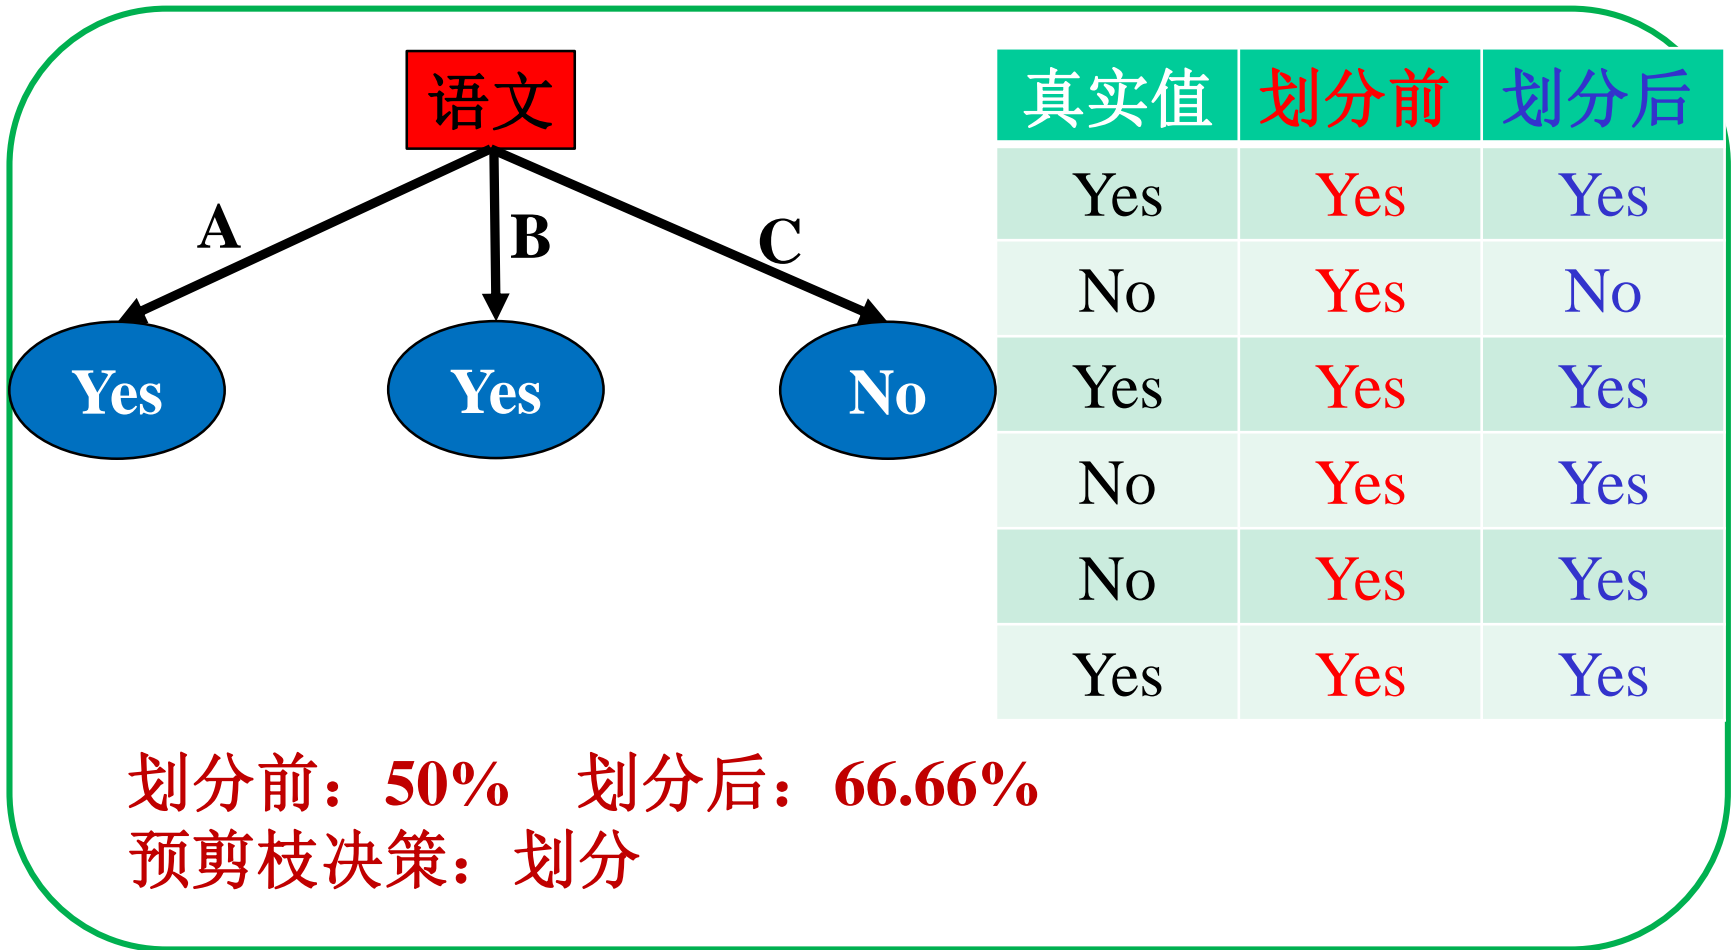 语文
A
B
C
Yes
Yes
No
真实值 划分前 划分后
Yes Yes Yes
No Yes No
Yes Yes Yes
No Yes Yes
No Yes Yes
Yes Yes Yes
划分前：50% 划分后：66.66%
预剪枝决策：划分